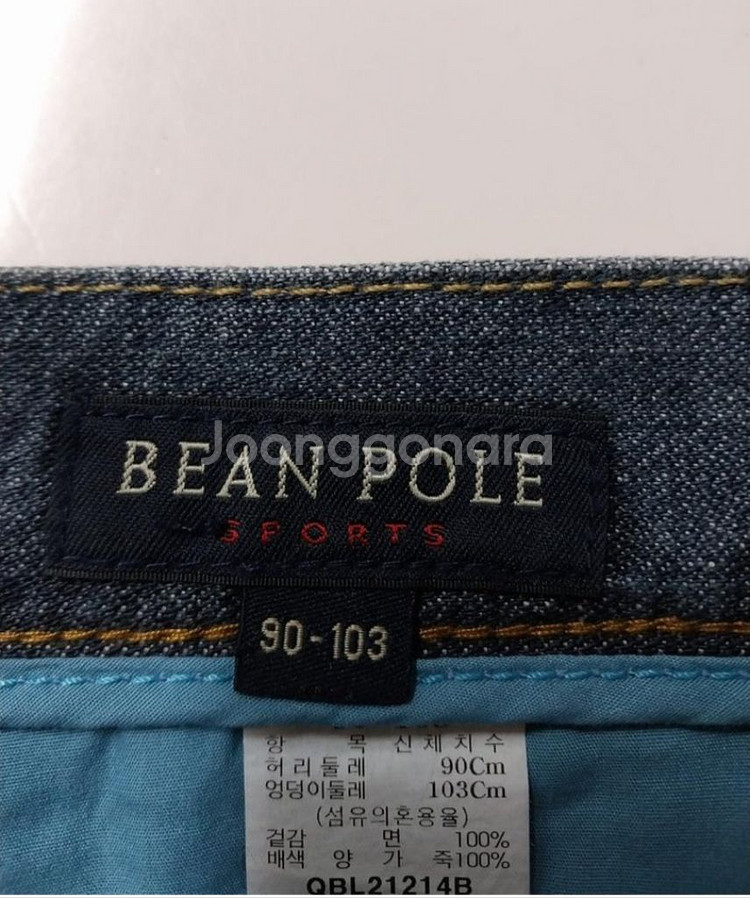 Joonggonara
BEAN POLE
SPORTS
90-103
항 목 신체치수
허리둘레 90Cm
엉덩이둘레 103Cm
(섬유의혼용율)
겉감 면 100%
배색 양가죽100%
QBL21214B